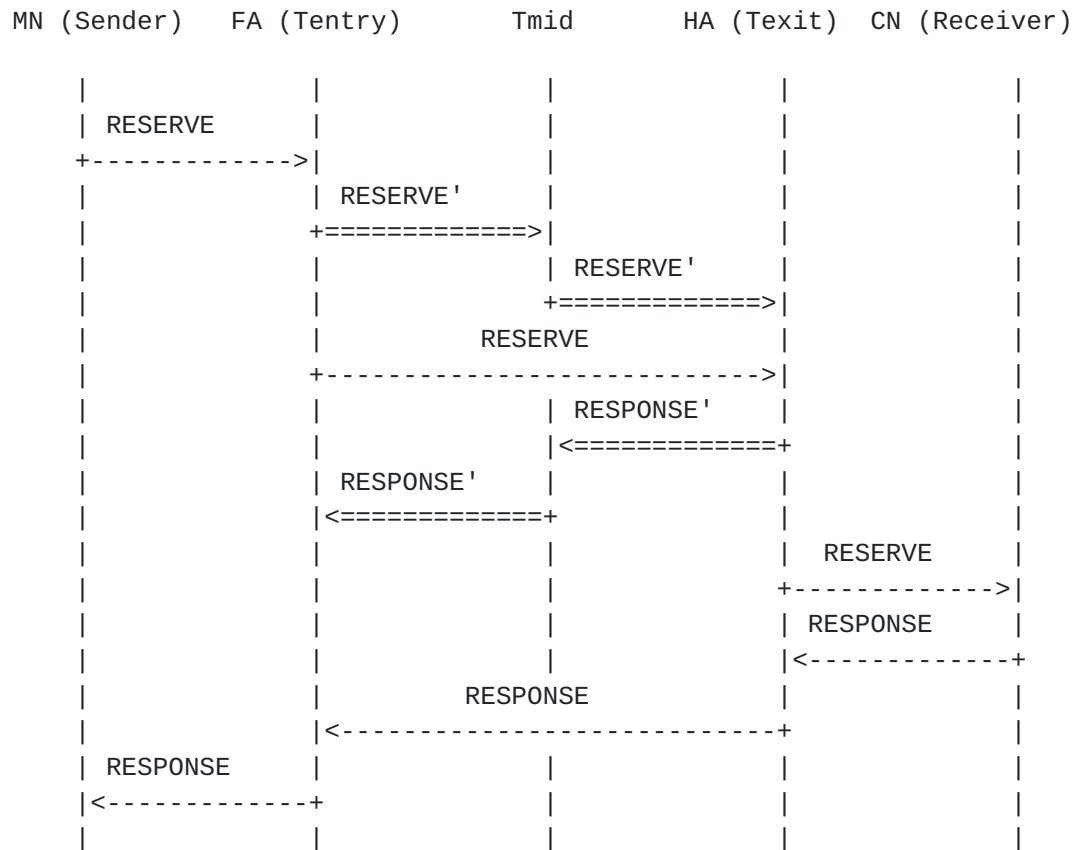 MN (Sender) FA (Tentry) Tmid HA (Texit) CN (Receiver)
RESERVE
RESERVE'
RESERVE'
RESERVE
RESPONSE'
RESPONSE'
RESERVE
RESPONSE
RESPONSE
RESPONSE